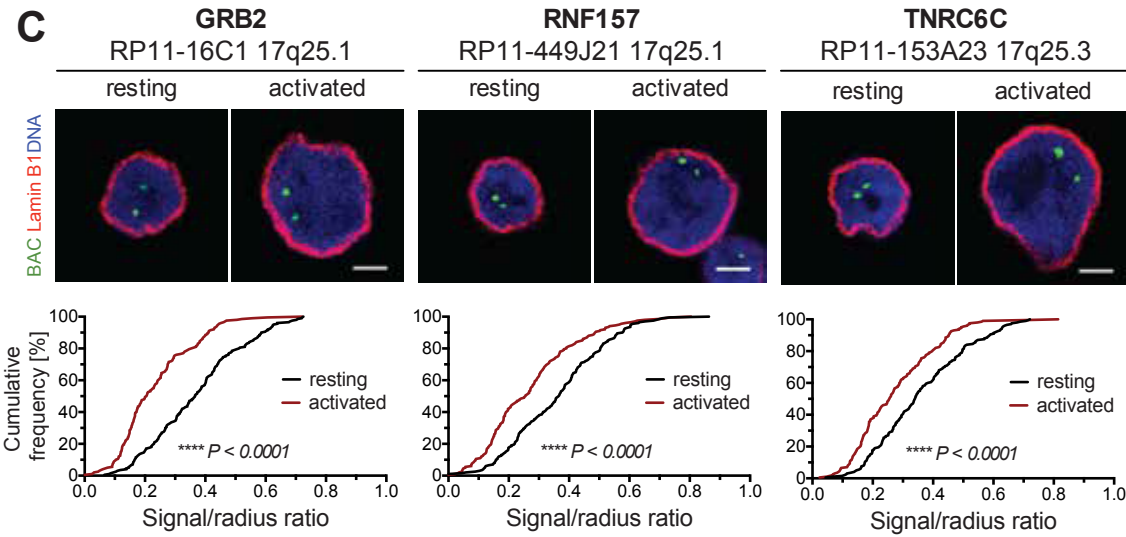 C
GRB2
RP11-16C1 17q25.1
resting activated
RNF157
RP11-449J21 17q25.1
resting activated
TNRC6C
RP11-153A23 17q25.3
resting activated
BAC Lamin B1DNA
Cumulative
frequency [%]
100
80
60
40
20
0
resting
activated
**** P < 0.0001
0.0 0.2 0.4 0.6 0.8 1.0
Signal/radius ratio
100
80
60
40
20
0
resting
activated
**** P < 0.0001
0.0 0.2 0.4 0.6 0.8 1.0
Signal/radius ratio
100
80
60
40
20
0
resting
activated
**** P < 0.0001
0.0 0.2 0.4 0.6 0.8 1.0
Signal/radius ratio